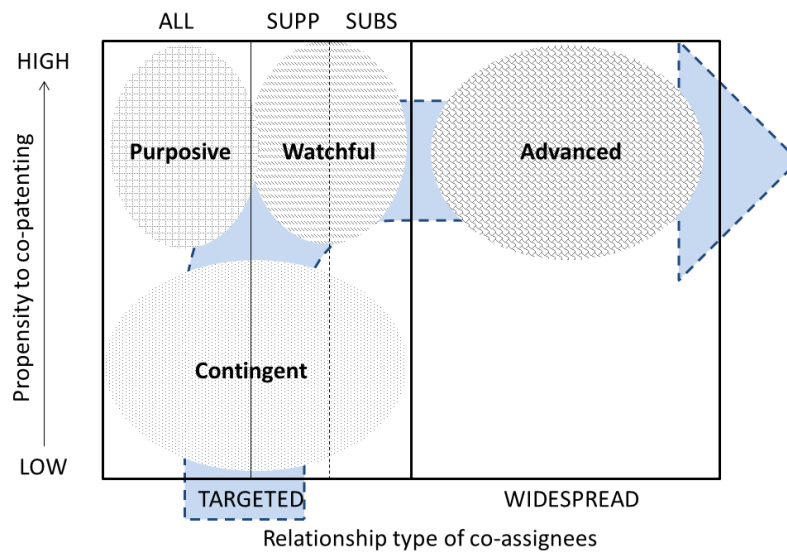 ALL SUPP SUBS
HIGH
Propensity to co-patenting
Purposive Watchful Advanced
Contingent
LOW
TARGETED WIDESPREAD
Relationship type of co-assignees